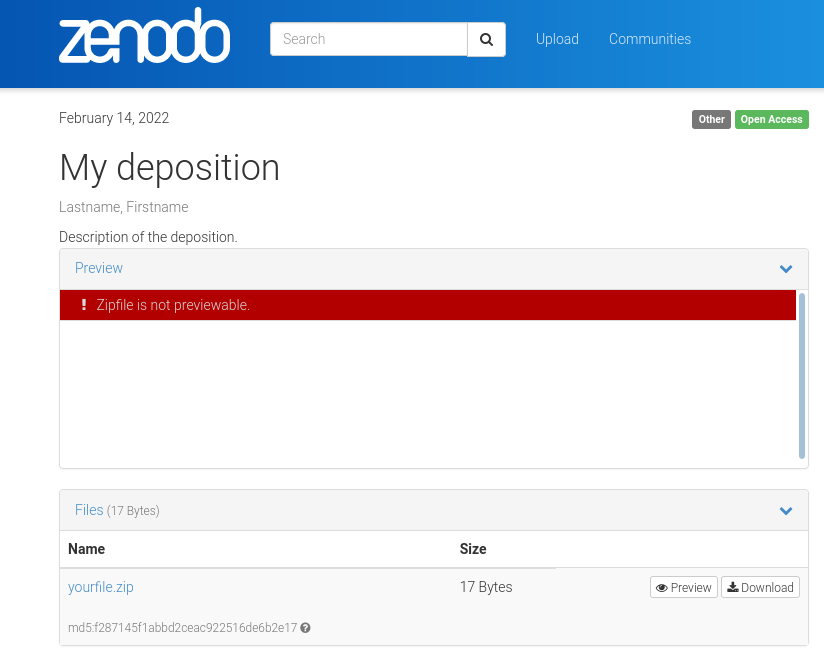 zenodo
Search
Upload
Communities
February 14, 2022
Other
Open Access
My deposition
Lastname, Firstname
Description of the deposition.
Preview
! Zipfile is not previewable.
Files (17 Bytes)
Name Size
yourfile.zip 17 Bytes Preview Download
md5:f287145f1abbd2ceac922516de6b2e17 ?